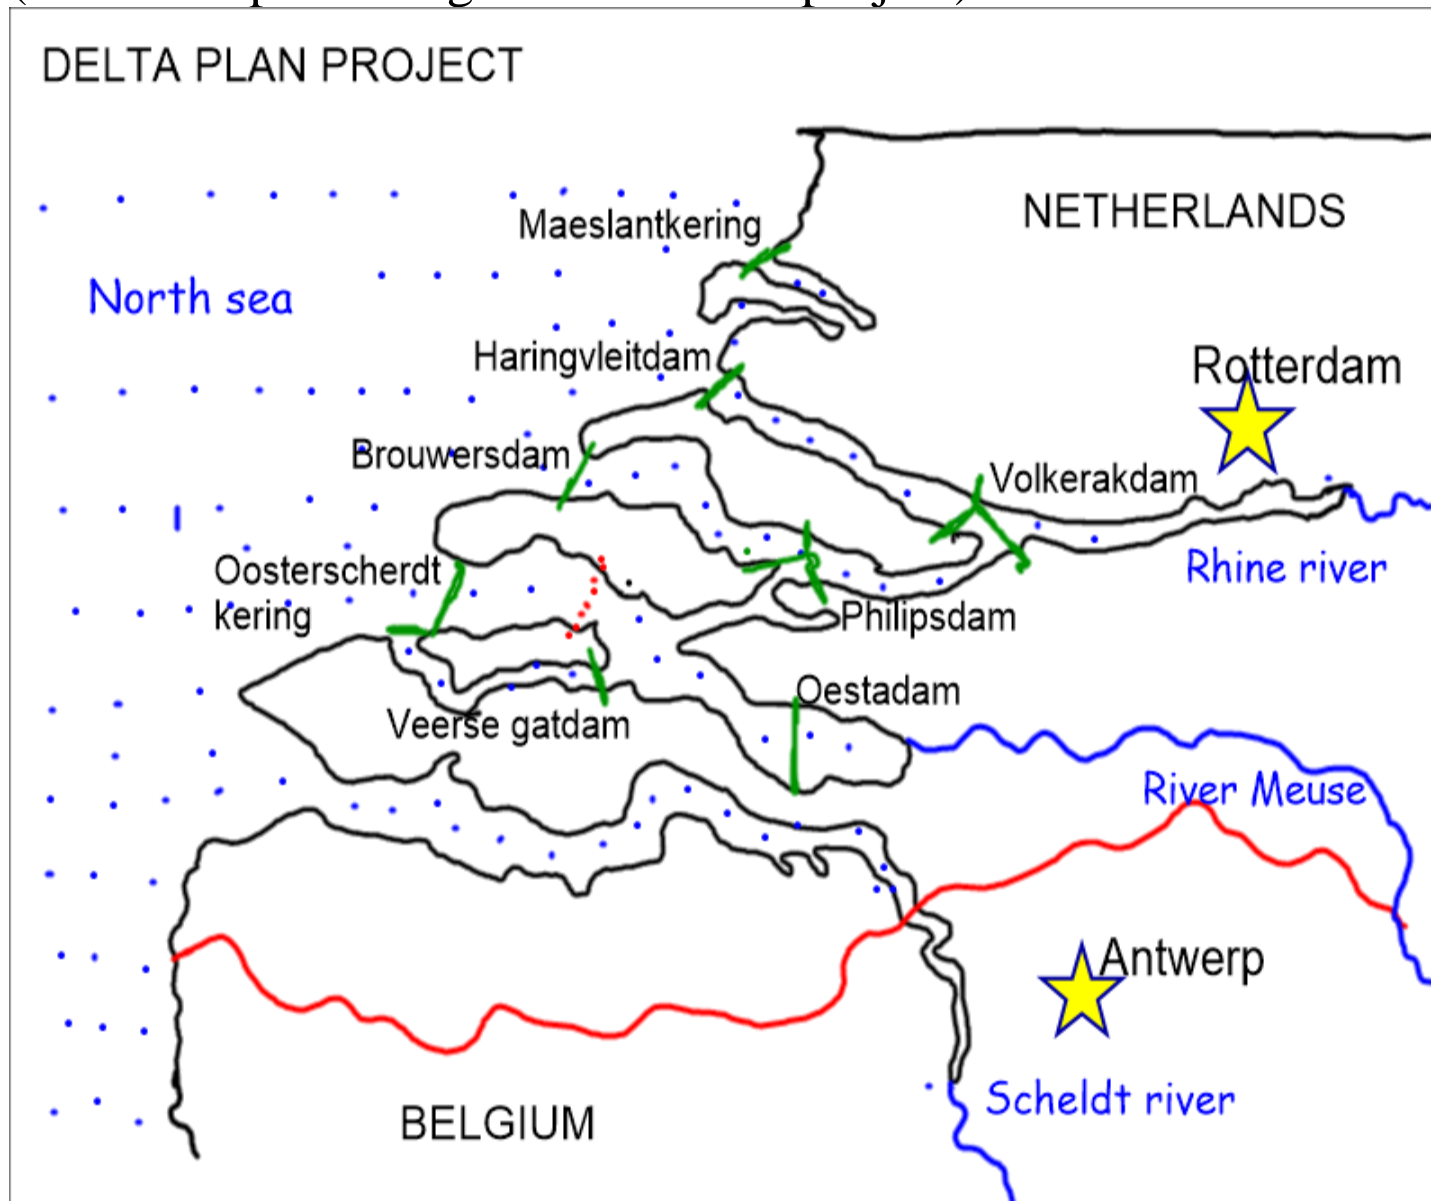 DELTA PLAN PROJECT
NETHERLANDS
Maeslantkering
North sea
Haringvleitdam
Rotterdam
Brouwersdam
Volkerakdam
Oosterscherdt
kering
Rhine river
Philipsdam
Oestadam
Veerse gatdam
River Meuse
Antwerp
Scheldt river
BELGIUM